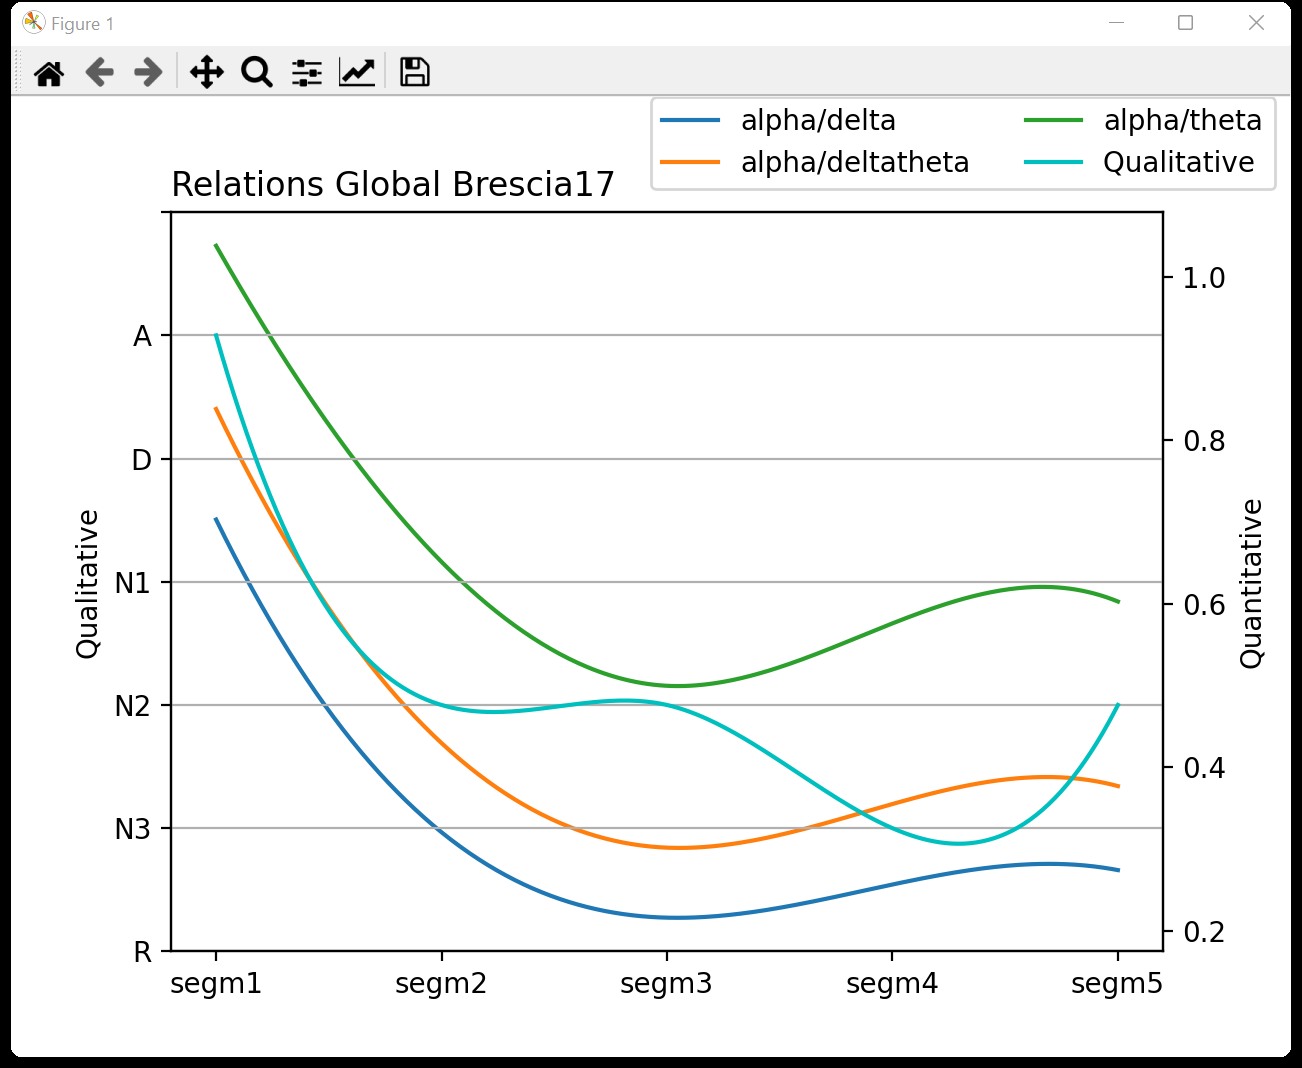 Figure 1
alpha/delta
alpha/deltatheta
alpha/theta
Qualitative
Relations Global Brescia17
A
D
N1
N2
N3
R
Qualitative
1.0
0.8
0.6
0.4
0.2
Quantitative
segm1 segm2 segm3 segm4 segm5